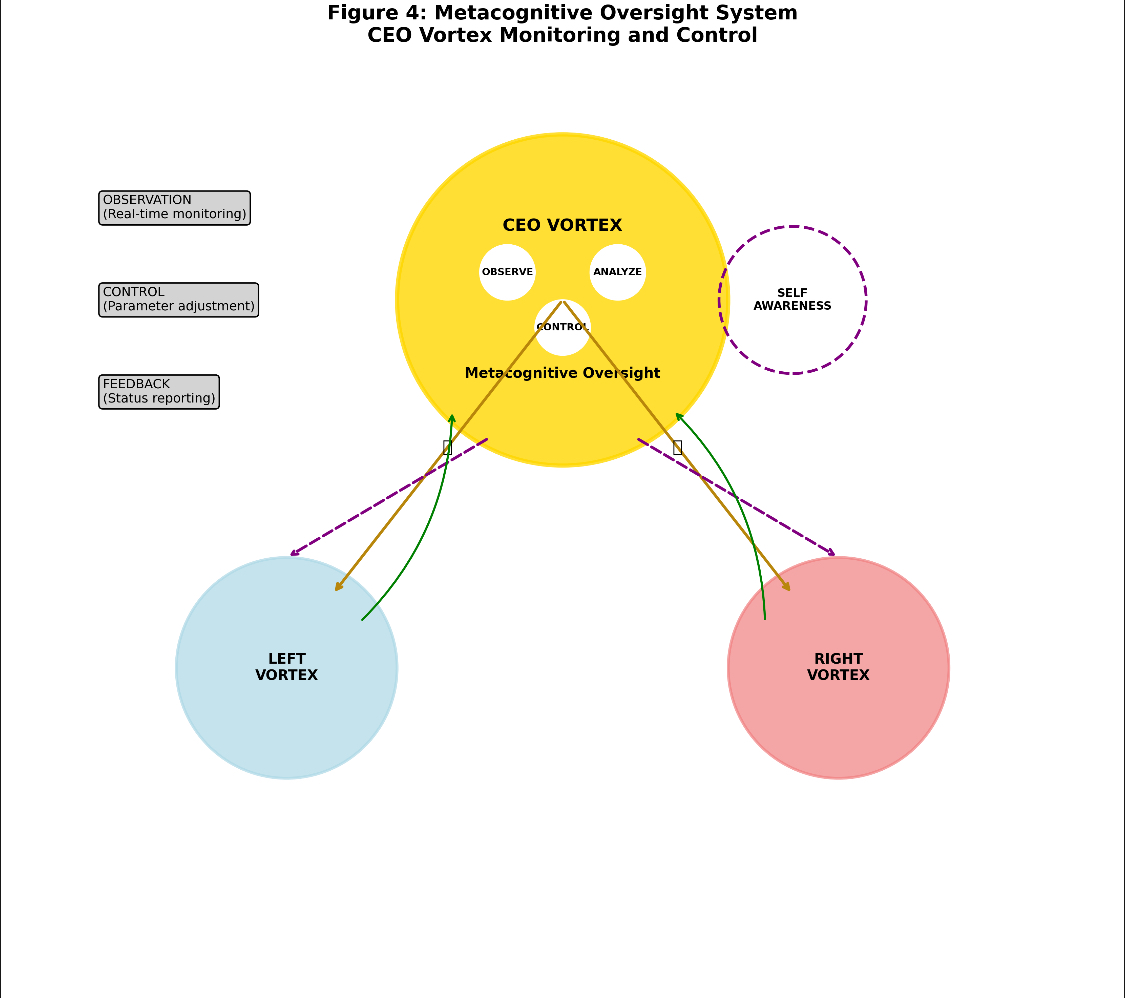 Figure 4: Metacognitive Oversight System
CEO Vortex Monitoring and Control
OBSERVATION
(Real-time monitoring)
CEO VORTEX
OBSERVE
ANALYZE
CONTROL
(Parameter adjustment)
SELF
AWARENESS
CONTROL
Metacognitive Oversight
FEEDBACK
(Status reporting)
LEFT
VORTEX
RIGHT
VORTEX